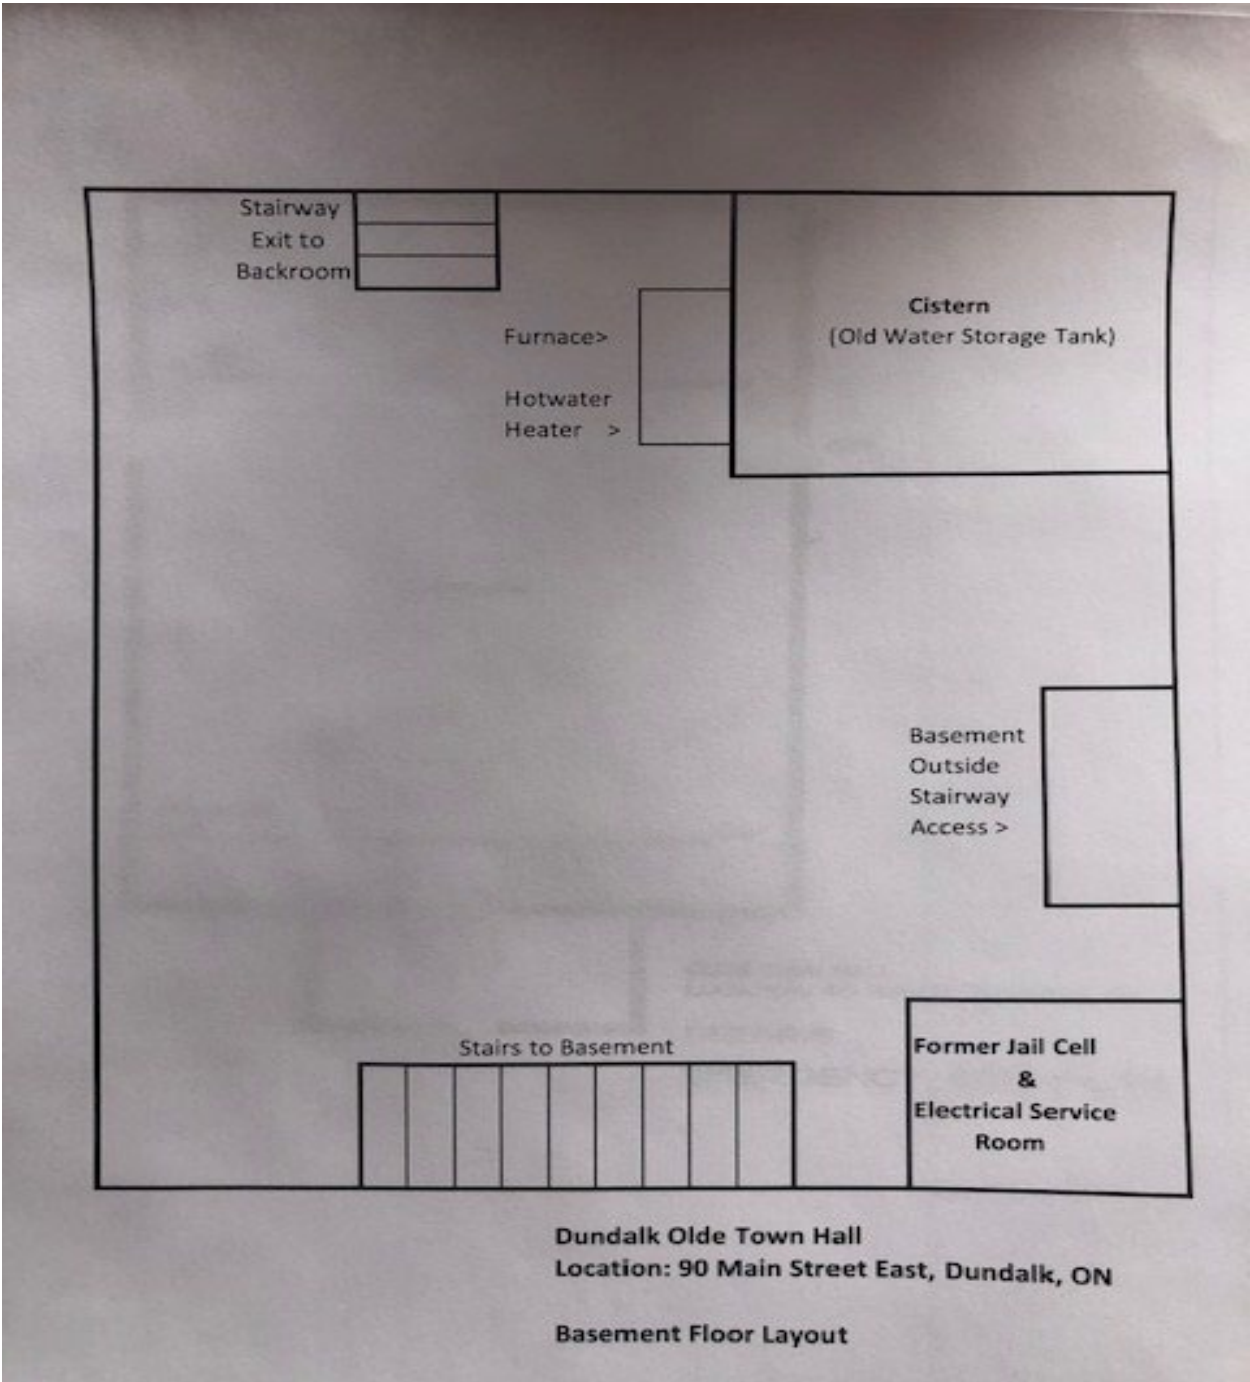 Stairway
Exit to
Backroom
Cistern
(Old Water Storage Tank)
Furnace>
Hotwater
Heater >
Basement
Outside
Stairway
Access >
Stairs to Basement
Former Jail Cell
&
Electrical Service
Room
Dundalk Olde Town Hall
Location: 90 Main Street East, Dundalk, ON
Basement Floor Layout